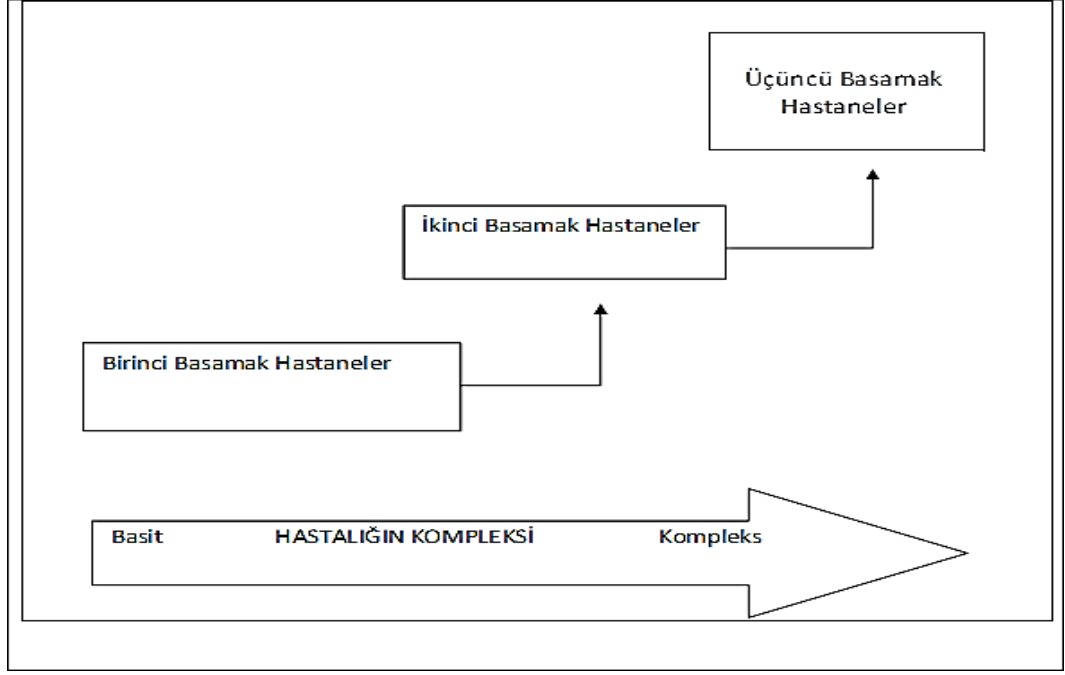 Üçüncü Basamak
Hastaneler
İkinci Basamak Hastaneler
Birinci Basamak Hastaneler
Basit HASTALIĞIN KOMPLEKSİ Kompleks